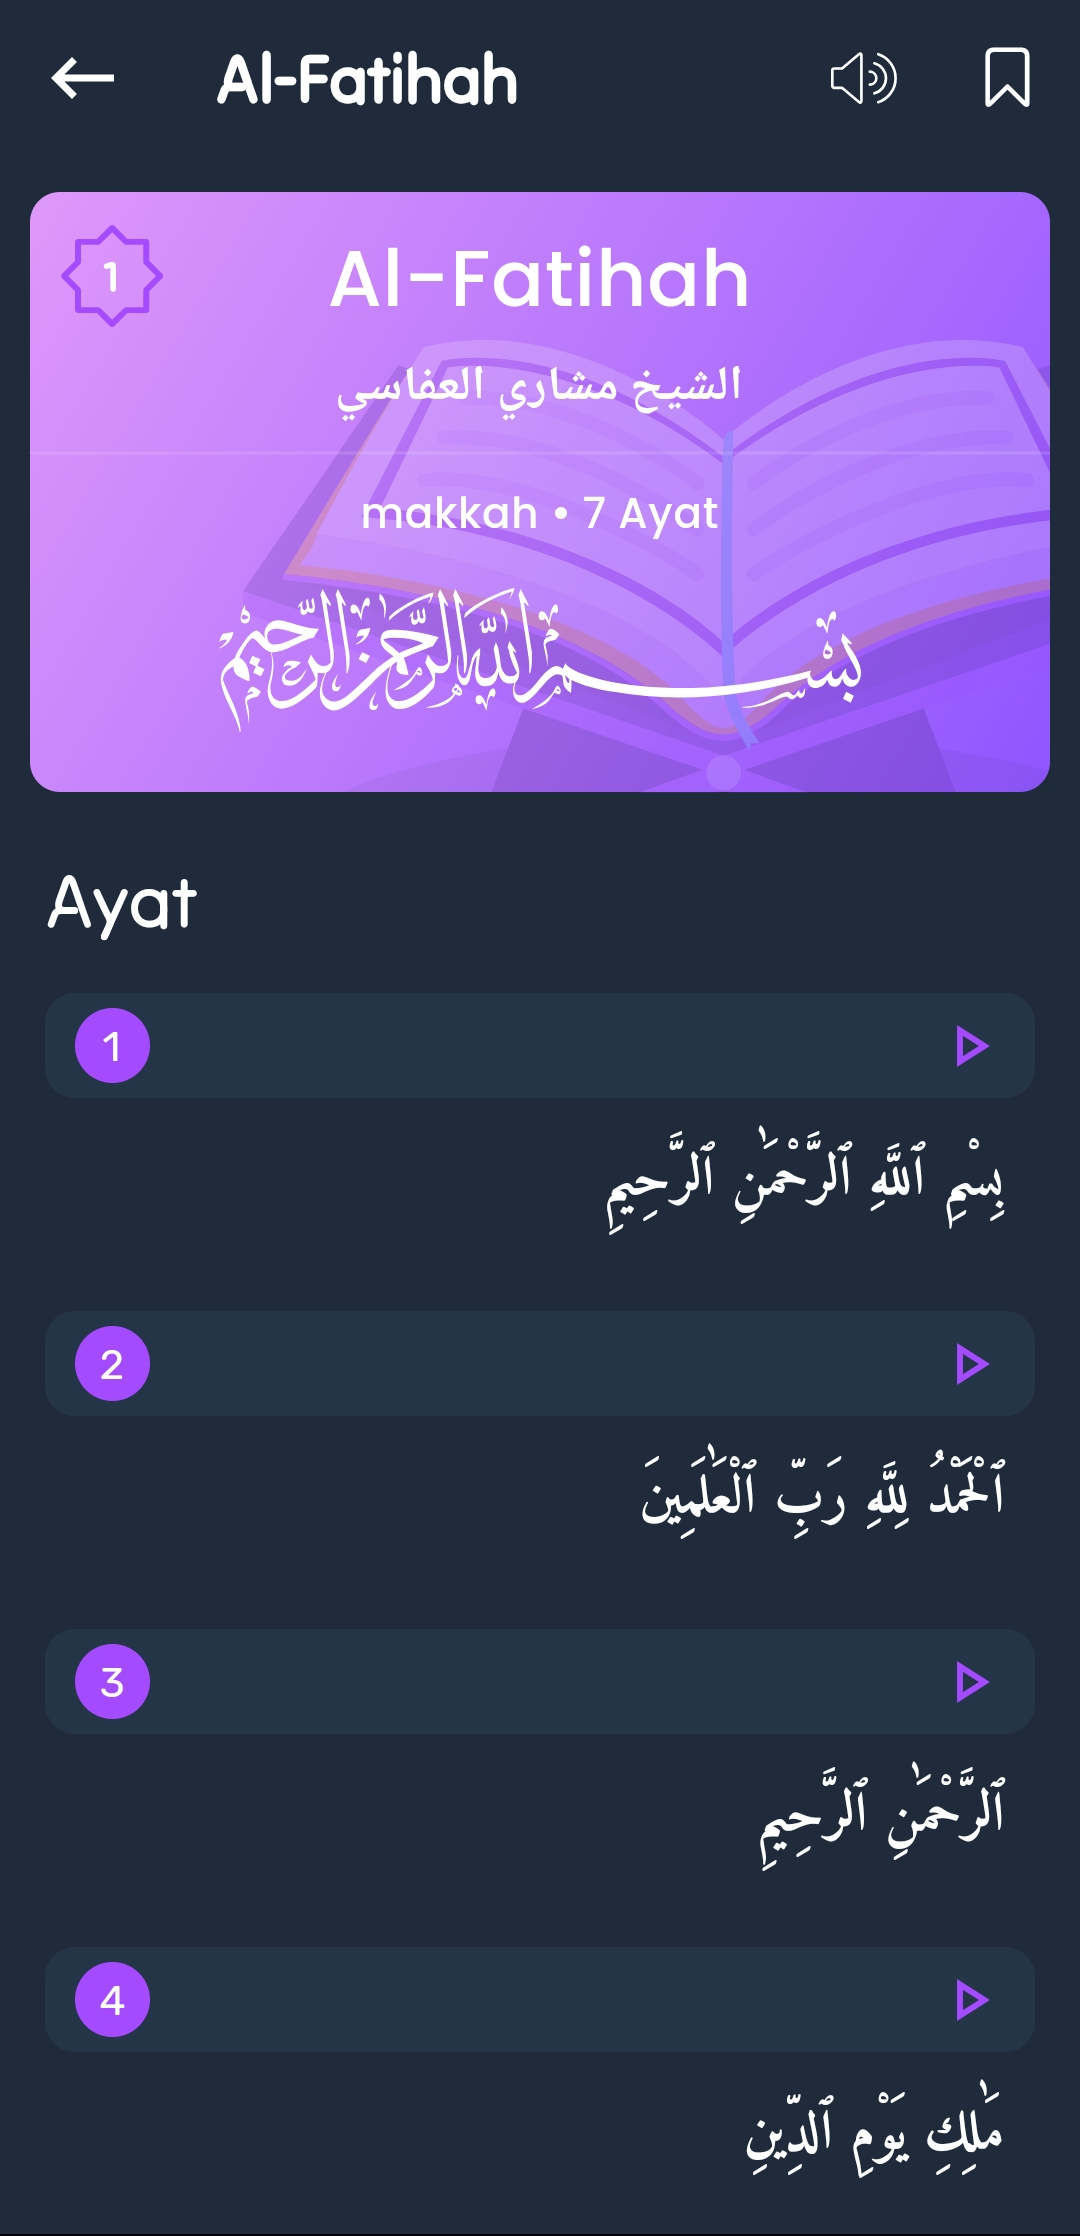 Al-Fatihah
1
Al-Fatihah
الشيخ مشاري العفاسي
makkah • 7 Ayat
بِسْمِ اللَّهِ الرَّحْمَٰنِ الرَّحِيمِ
Ayat
1
بِسْمِ ٱللَّهِ ٱلرَّحْمَٰنِ ٱلرَّحِيمِ
2
ٱلْحَمْدُ لِلَّهِ رَبِّ ٱلْعَٰلَمِينَ
3
ٱلرَّحْمَٰنِ ٱلرَّحِيمِ
4
مَٰلِكِ يَوْمِ ٱلدِّينِ